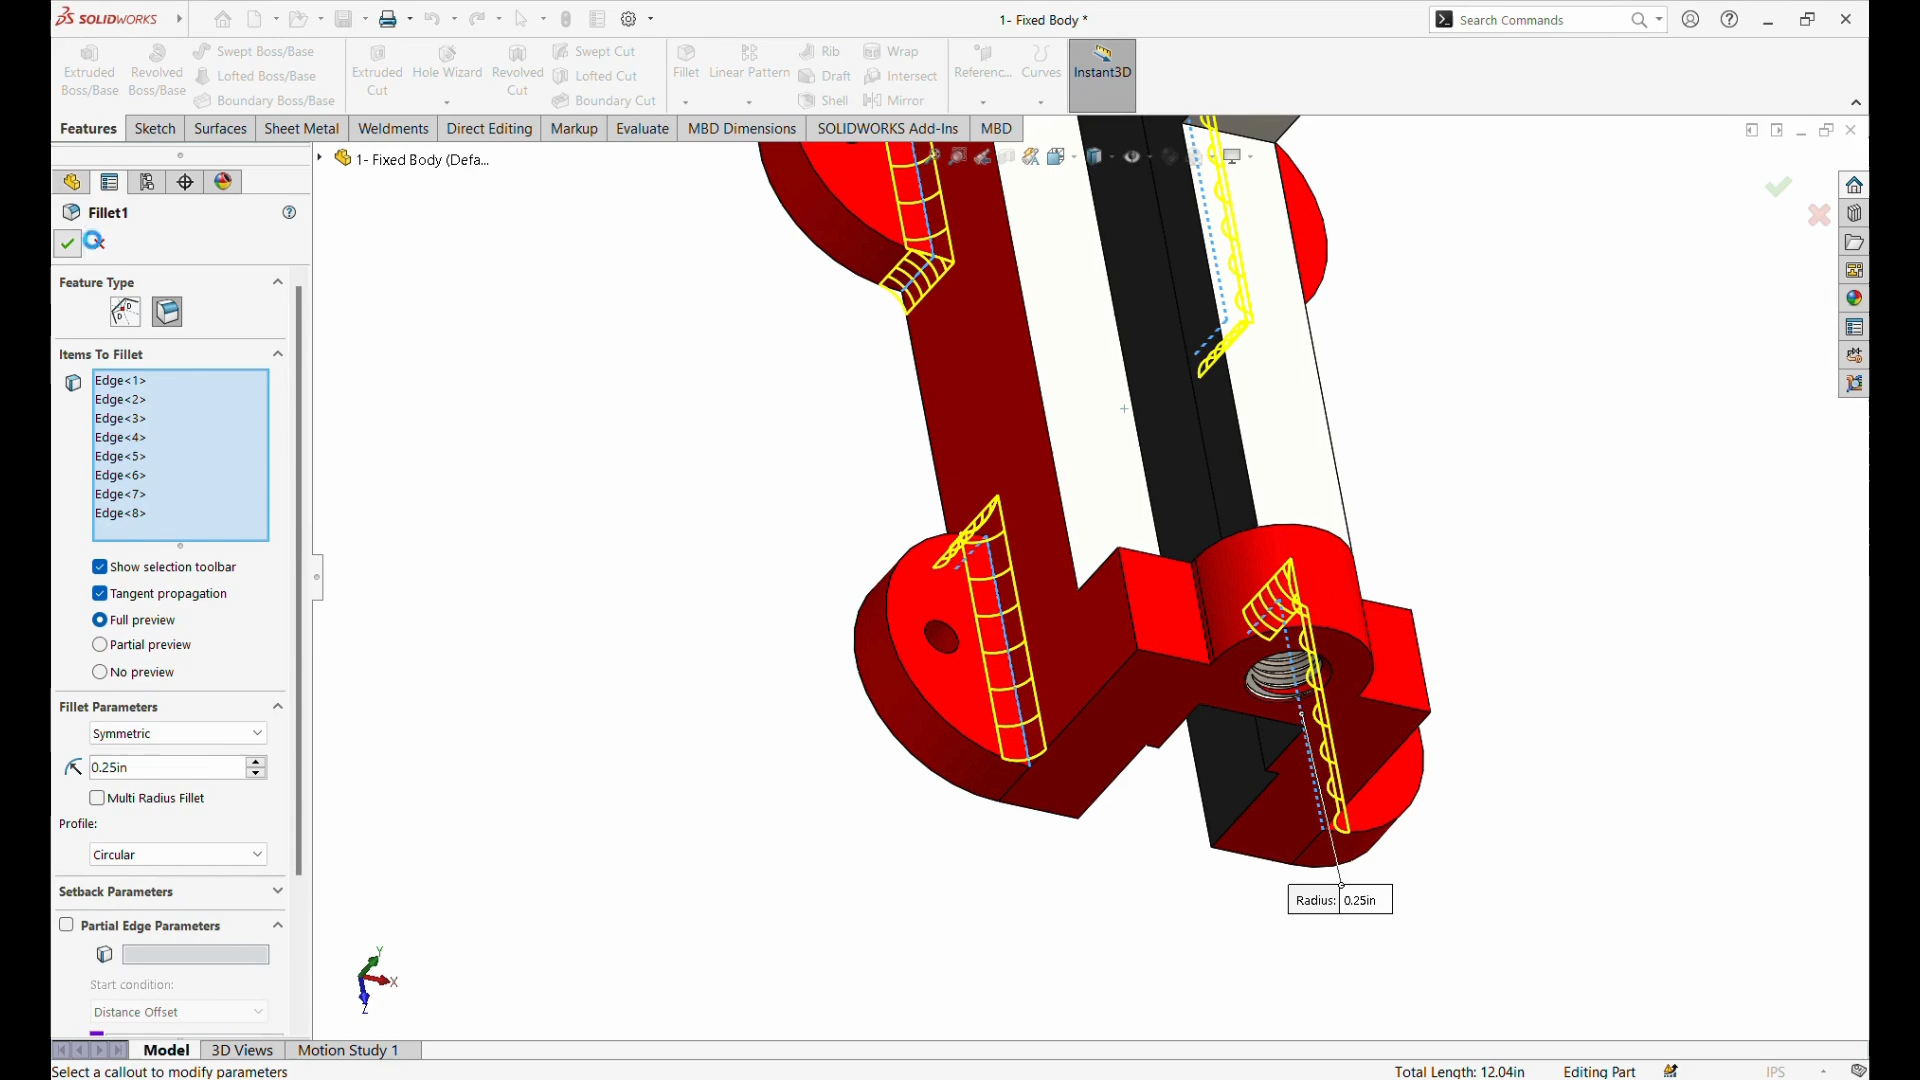 SOLIDWORKS
1- Fixed Body *
Search Commands
Extruded Boss/Base
Revolved Boss/Base
Swept Boss/Base
Lofted Boss/Base
Boundary Boss/Base
Extruded Cut
Hole Wizard
Revolved Cut
Swept Cut
Lofted Cut
Boundary Cut
Fillet
Linear Pattern
Rib
Draft
Shell
Wrap
Intersect
Mirror
Referenc...
Curves
Instant3D
Features
Sketch
Surfaces
Sheet Metal
Weldments
Direct Editing
Markup
Evaluate
MBD Dimensions
SOLIDWORKS Add-Ins
MBD
1- Fixed Body (Defa...
Fillet1
Feature Type
Items To Fillet
Edge<1>
Edge<2>
Edge<3>
Edge<4>
Edge<5>
Edge<6>
Edge<7>
Edge<8>
Show selection toolbar
Tangent propagation
Full preview
Partial preview
No preview
Fillet Parameters
Symmetric
0.25in
Multi Radius Fillet
Profile:
Circular
Setback Parameters
Partial Edge Parameters
Start condition:
Distance Offset
Radius: 0.25in
Y
X
Z
Model
3D Views
Motion Study 1
Select a callout to modify parameters
Total Length: 12.04in
Editing Part
IPS